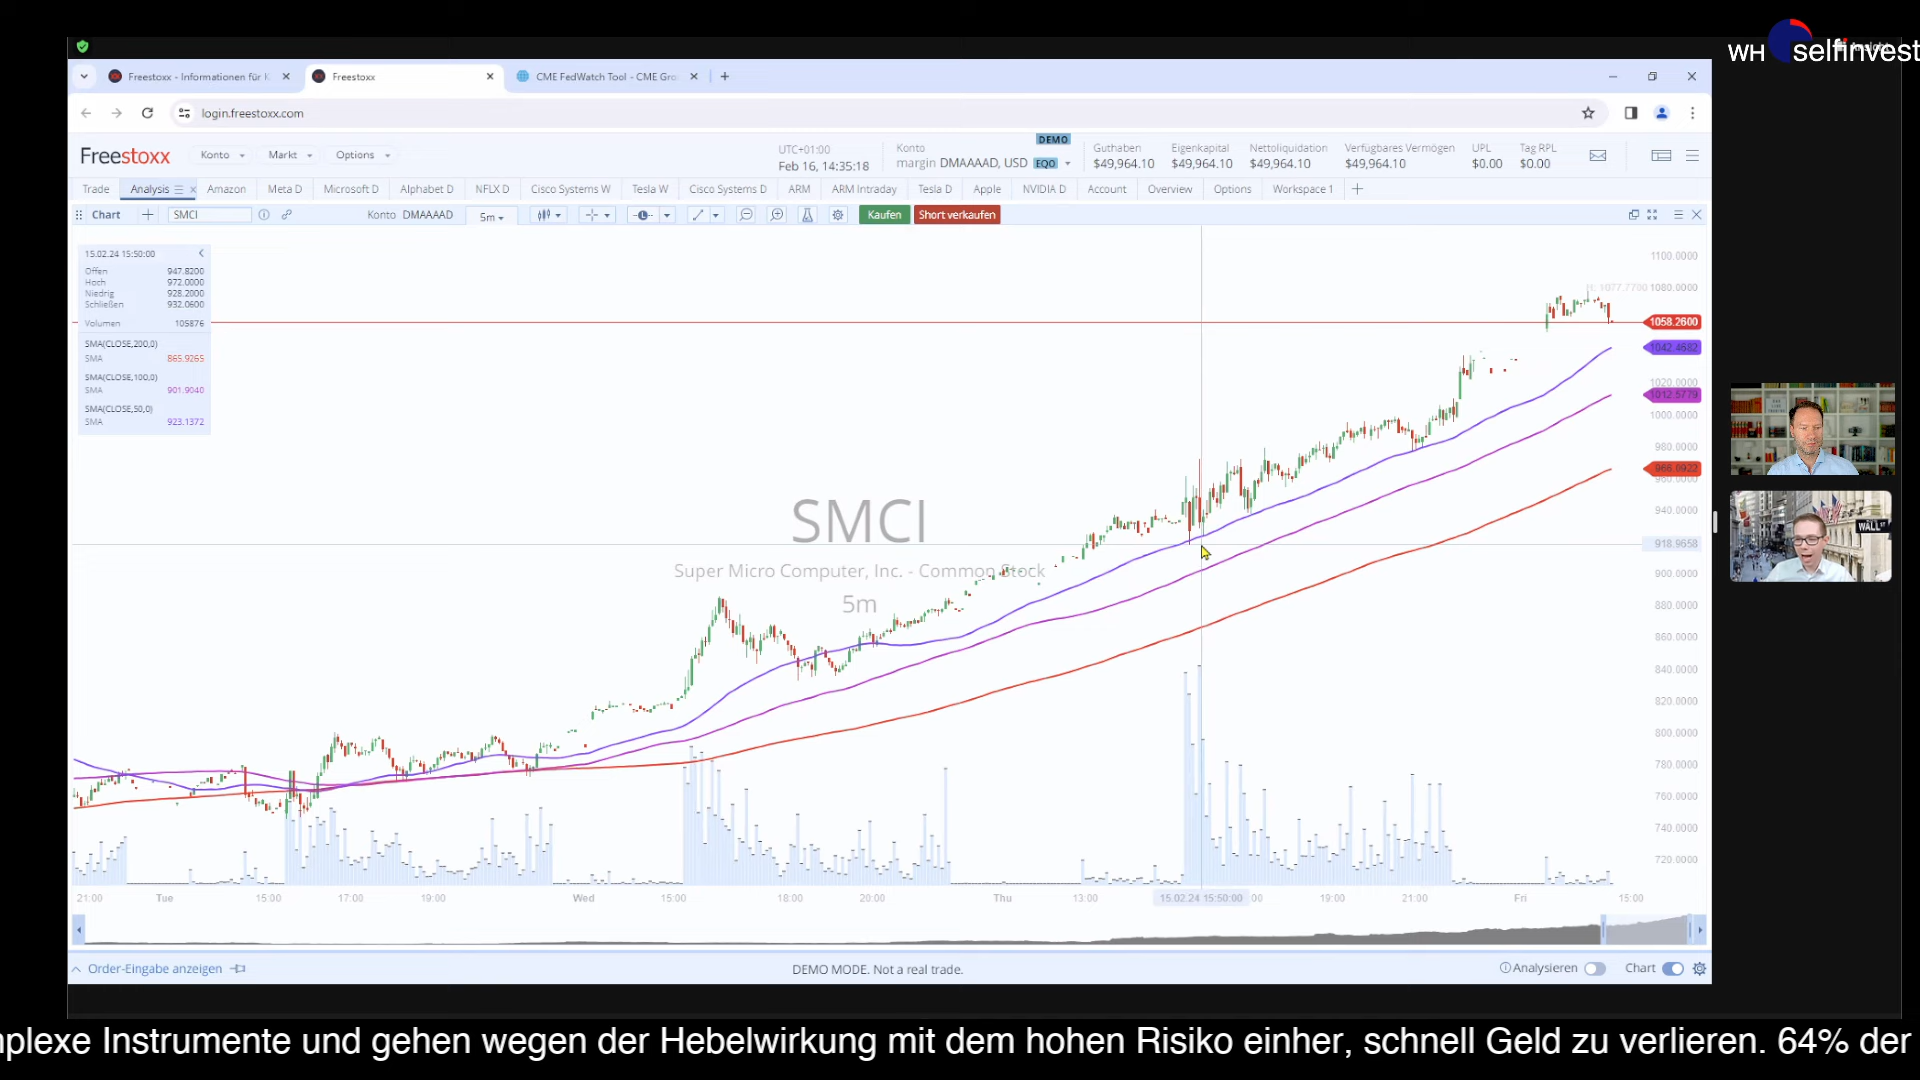 WH selfinvest
Freestoxx - Informationen für K
Freestoxx
CME FedWatch Tool - CME Gro
login.freestoxx.com
Freestoxx
Konto
Markt
Options
UTC+01:00
Feb 16, 14:35:18
Konto
margin DMAAAAD, USD
DEMO
EQO
Guthaben
$49,964.10
Eigenkapital
$49,964.10
Nettoliquidation
$49,964.10
Verfügbares Vermögen
$49,964.10
UPL
$0.00
Tag RPL
$0.00
Trade
Analysis
Amazon
Meta D
Microsoft D
Alphabet D
NFLX D
Cisco Systems W
Tesla W
Cisco Systems D
ARM
ARM Intraday
Tesla D
Apple
NVIDIA D
Account
Overview
Options
Workspace 1
Chart
SMCI
Konto DMAAAAD
5m
Kaufen
Short verkaufen
15.02.24 15:50:00
Offen 947.8200
Hoch 972.0000
Niedrig 928.2000
Schließen 932.0600
Volumen 105876
SMA(CLOSE,200,0)
SMA 865.9265
SMA(CLOSE,100,0)
SMA 901.9040
SMA(CLOSE,50,0)
SMA 923.1372
SMCI
Super Micro Computer, Inc. - Common Stock
5m
1100.0000
H: 1077.7700
1080.0000
1058.2600
1042.4682
1020.0000
1012.5779
1000.0000
980.0000
966.0922
960.0000
940.0000
918.9658
900.0000
880.0000
860.0000
840.0000
820.0000
800.0000
780.0000
760.0000
740.0000
720.0000
21:00
Tue
15:00
17:00
19:00
Wed
15:00
18:00
20:00
Thu
13:00
15.02.24 15:50:00
19:00
21:00
Fri
15:00
WALL
Order-Eingabe anzeigen
DEMO MODE. Not a real trade.
Analysieren
Chart
nplexe Instrumente und gehen wegen der Hebelwirkung mit dem hohen Risiko einher, schnell Geld zu verlieren. 64% der